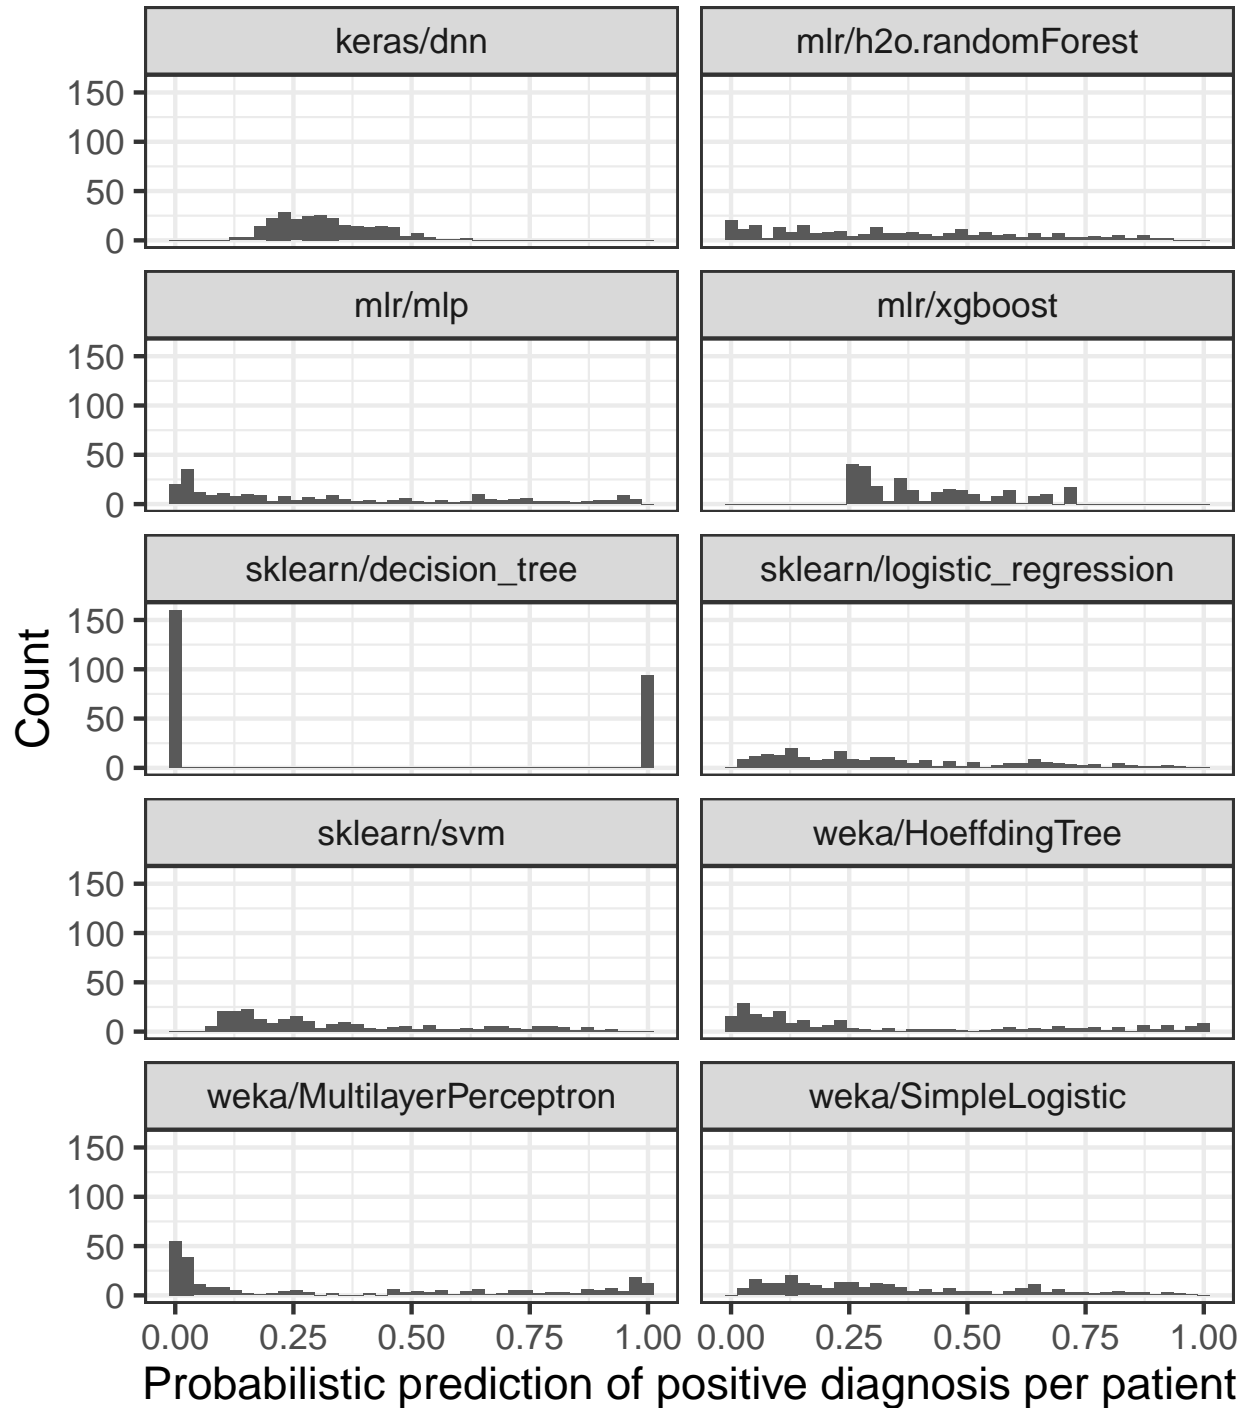 keras/dnn
mlr/h2o.randomForest
150
100
50
0
mlr/mlp
mlr/xgboost
150
100
50
0
sklearn/decision_tree
sklearn/logistic_regression
150
100
50
0
Count
sklearn/svm
weka/HoeffdingTree
150
100
50
0
weka/MultilayerPerceptron
weka/SimpleLogistic
150
100
50
0
0.00 0.25 0.50 0.75 1.00 0.00 0.25 0.50 0.75 1.00
Probabilistic prediction of positive diagnosis per patient